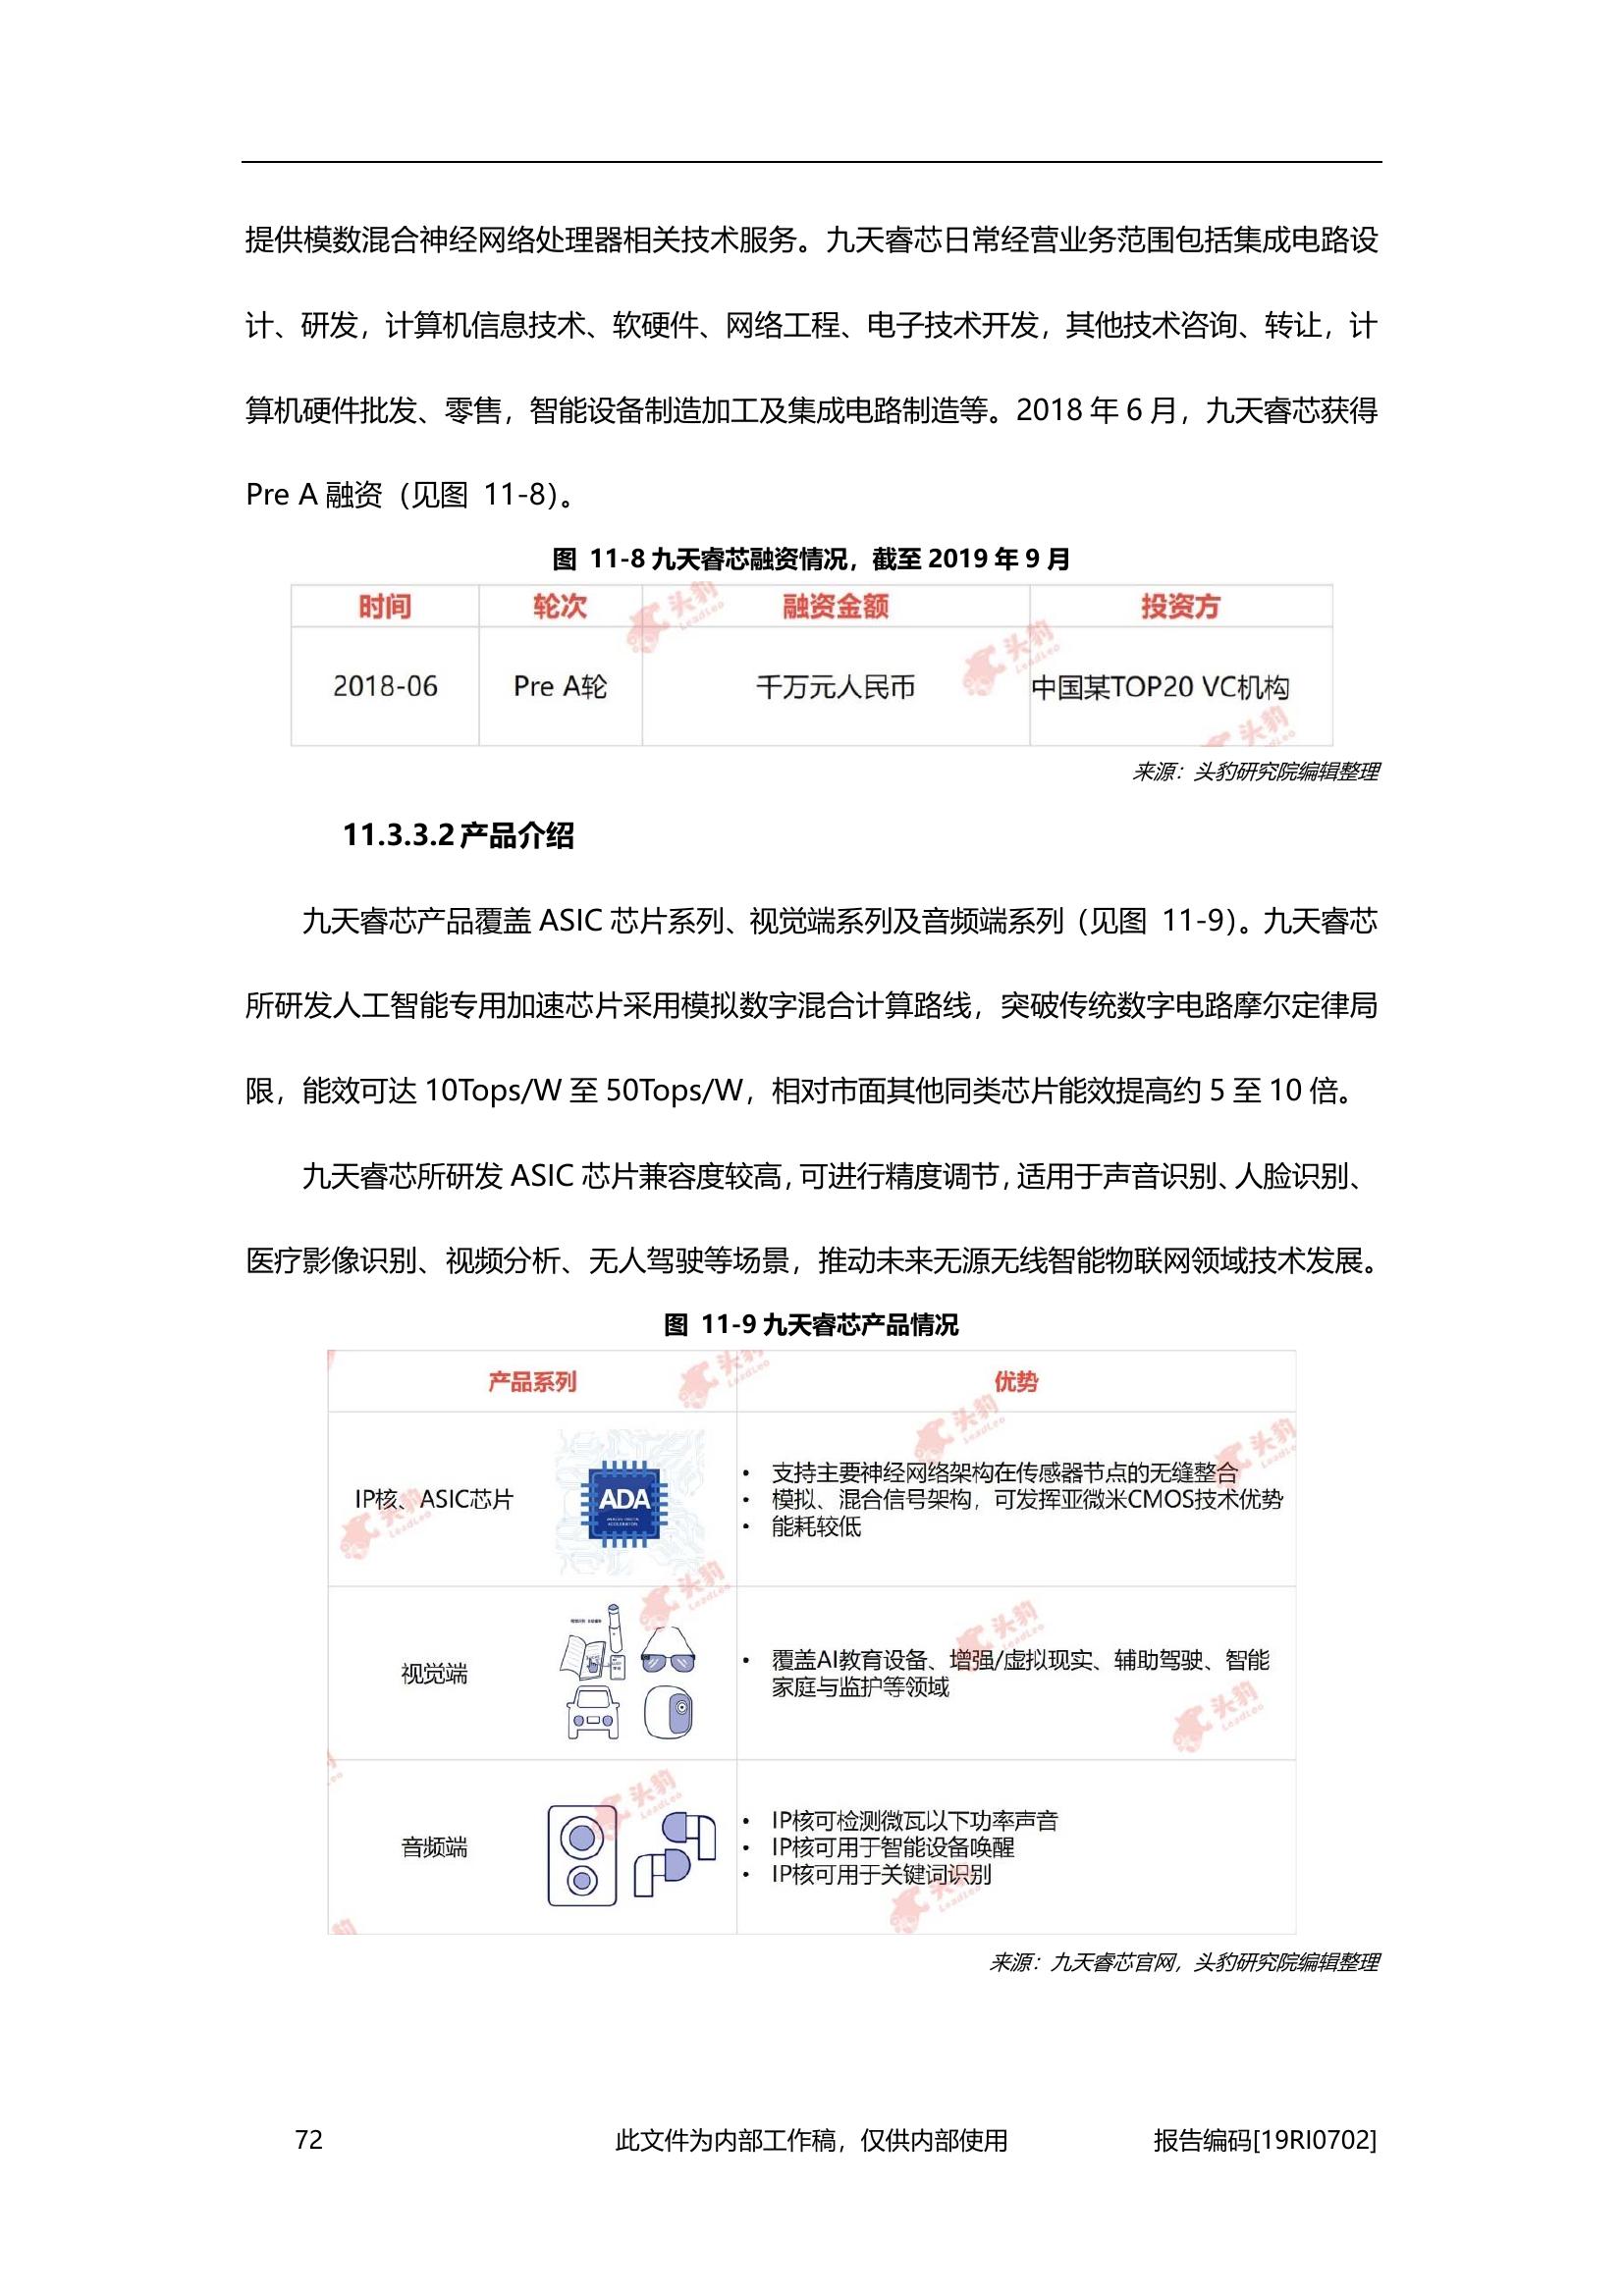 提供模数混合神经网络处理器相关技术服务。九天睿芯日常经营业务范围包括集成电路设
计、研发，计算机信息技术、软硬件、网络工程、电子技术开发，其他技术咨询、转让，计
算机硬件批发、零售，智能设备制造加工及集成电路制造等。2018 年 6 月，九天睿芯获得
Pre A 融资（见图 11-8）。
图 11-8 九天睿芯融资情况，截至 2019 年 9 月
时间 轮次 融资金额 投资方
2018-06 Pre A轮 千万元人民币 中国某TOP20 VC机构
来源：头豹研究院编辑整理
11.3.3.2 产品介绍
九天睿芯产品覆盖 ASIC 芯片系列、视觉端系列及音频端系列（见图 11-9）。九天睿芯
所研发人工智能专用加速芯片采用模拟数字混合计算路线，突破传统数字电路摩尔定律局
限，能效可达 10Tops/W 至 50Tops/W，相对市面其他同类芯片能效提高约 5 至 10 倍。
九天睿芯所研发 ASIC 芯片兼容度较高，可进行精度调节，适用于声音识别、人脸识别、
医疗影像识别、视频分析、无人驾驶等场景，推动未来无源无线智能物联网领域技术发展。
图 11-9 九天睿芯产品情况
产品系列 优势
IP核、ASIC芯片
ADA
• 支持主要神经网络架构在传感器节点的无缝整合
• 模拟、混合信号架构，可发挥亚微米CMOS技术优势
• 能耗较低
视觉端
• 覆盖AI教育设备、增强/虚拟现实、辅助驾驶、智能
家庭与监护等领域
音频端
• IP核可检测微瓦以下功率声音
• IP核可用于智能设备唤醒
• IP核可用于关键词识别
来源：九天睿芯官网，头豹研究院编辑整理
72 此文件为内部工作稿，仅供内部使用 报告编码[19RI0702]
头豹
LeadLeo